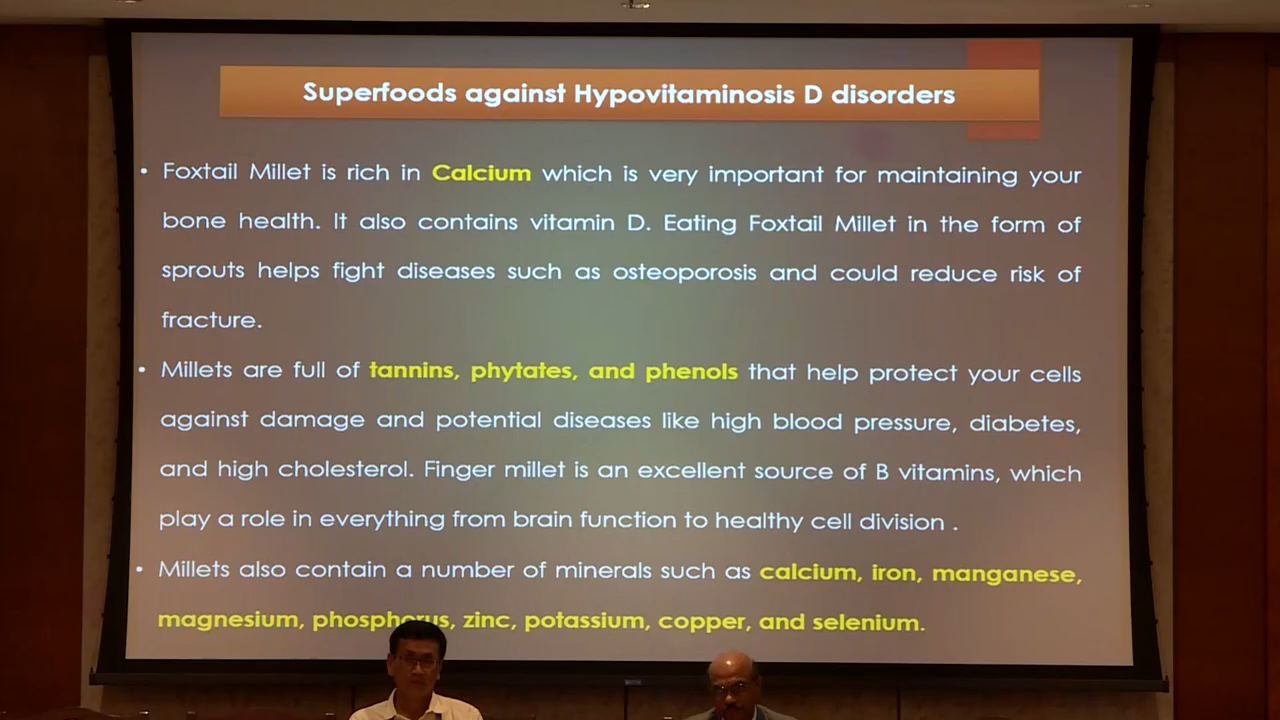 Superfoods against Hypovitaminosis D disorders
• Foxtail Millet is rich in Calcium which is very important for maintaining your
bone health. It also contains vitamin D. Eating Foxtail Millet in the form of
sprouts helps fight diseases such as osteoporosis and could reduce risk of
fracture.
• Millets are full of tannins, phytates, and phenols that help protect your cells
against damage and potential diseases like high blood pressure, diabetes,
and high cholesterol. Finger millet is an excellent source of B vitamins, which
play a role in everything from brain function to healthy cell division .
• Millets also contain a number of minerals such as calcium, iron, manganese,
magnesium, phosphorus, zinc, potassium, copper, and selenium.